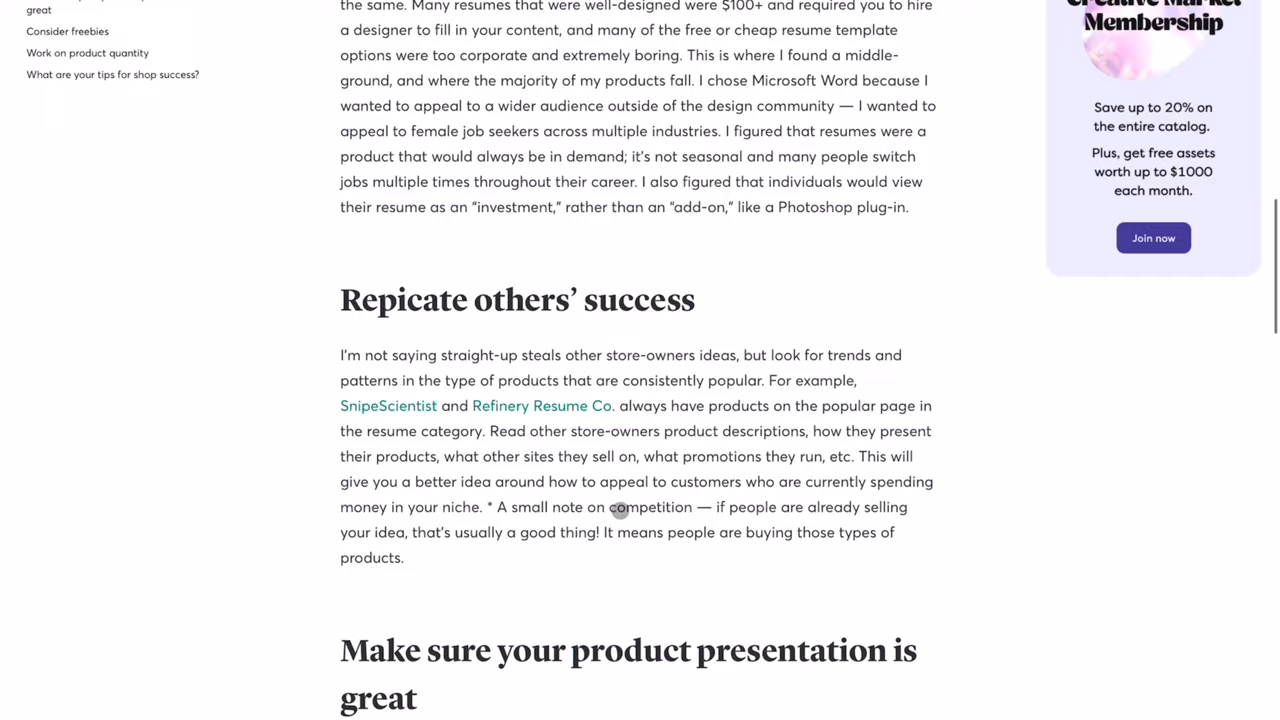 great
Consider freebies
Work on product quantity
What are your tips for shop success?
the same. Many resumes that were well-designed were $100+ and required you to hire
a designer to fill in your content, and many of the free or cheap resume template
options were too corporate and extremely boring. This is where I found a middle-
ground, and where the majority of my products fall. I chose Microsoft Word because I
wanted to appeal to a wider audience outside of the design community — I wanted to
appeal to female job seekers across multiple industries. I figured that resumes were a
product that would always be in demand; it's not seasonal and many people switch
jobs multiple times throughout their career. I also figured that individuals would view
their resume as an “investment,” rather than an “add-on,” like a Photoshop plug-in.
Repicate others’ success
I'm not saying straight-up steals other store-owners ideas, but look for trends and
patterns in the type of products that are consistently popular. For example,
SnipeScientist and Refinery Resume Co. always have products on the popular page in
the resume category. Read other store-owners product descriptions, how they present
their products, what other sites they sell on, what promotions they run, etc. This will
give you a better idea around how to appeal to customers who are currently spending
money in your niche. * A small note on competition — if people are already selling
your idea, that's usually a good thing! It means people are buying those types of
products.
Make sure your product presentation is
great
Creative Market
Membership
Save up to 20% on
the entire catalog.
Plus, get free assets
worth up to $1000
each month.
Join now